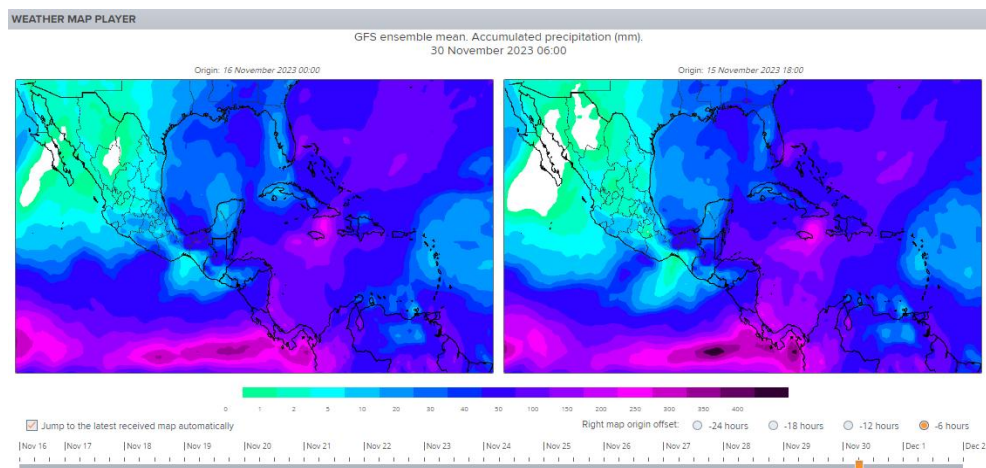 WEATHER MAP PLAYER
GFS ensemble mean. Accumulated precipitation (mm).
30 November 2023 06:00
Origin: 16 November 2023 00:00
Origin: 15 November 2023 18:00
0 1 2 5 10 20 30 40 50 100 150 200 250 300 350 400
Jump to the latest received map automatically
Right map origin offset: -24 hours -18 hours -12 hours -6 hours
Nov 16 Nov 17 Nov 18 Nov 19 Nov 20 Nov 21 Nov 22 Nov 23 Nov 24 Nov 25 Nov 26 Nov 27 Nov 28 Nov 29 Nov 30 Dec 1 Dec 2